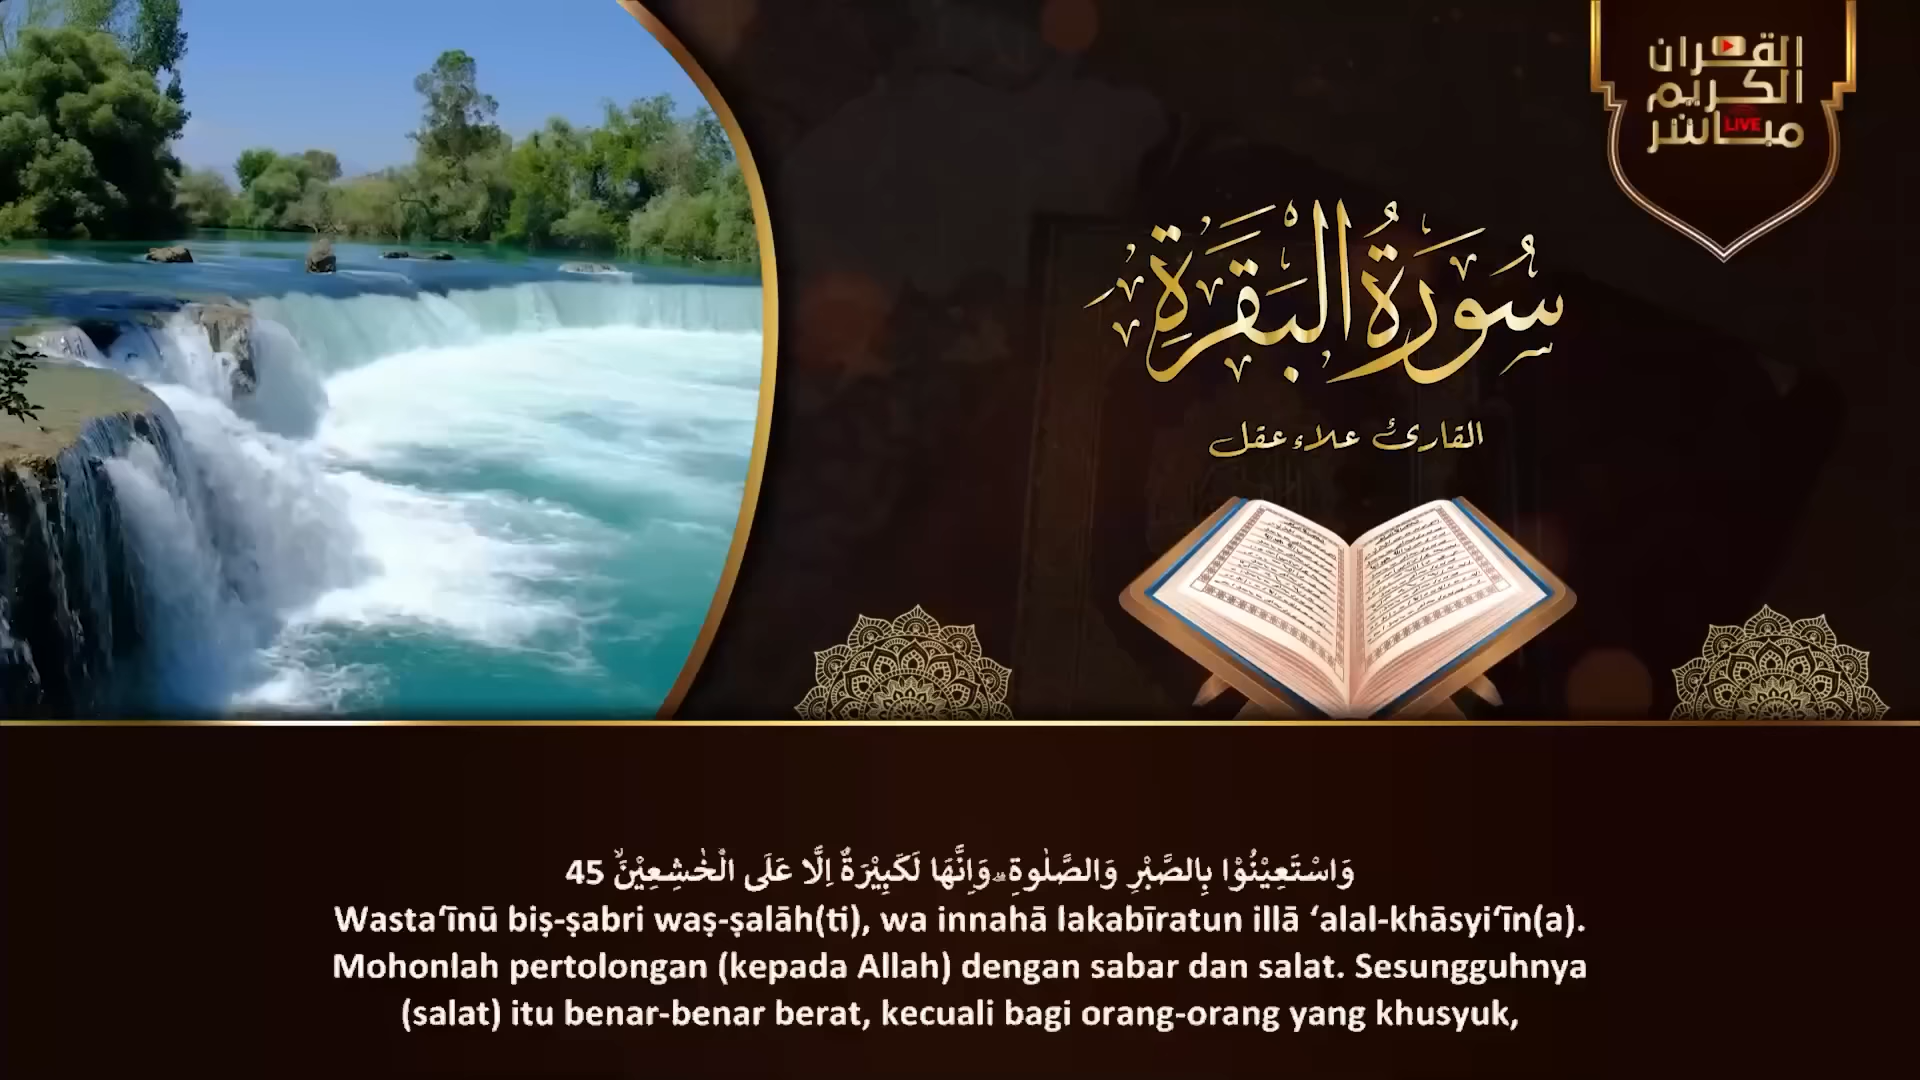 القرآن
الكريم
مباشر
LIVE
سُورَةُ البَقَرَةِ
القارئ علاء عقل
وَاسْتَعِيْنُوْا بِالصَّبْرِ وَالصَّلٰوةِ ۗ وَاِنَّهَا لَكَبِيْرَةٌ اِلَّا عَلَى الْخٰشِعِيْنَۙ 45
Wasta‘īnū biṣ-ṣabri waṣ-ṣalāh(ti), wa innahā lakabīratun illā ‘alal-khāsyi‘īn(a).
Mohonlah pertolongan (kepada Allah) dengan sabar dan salat. Sesungguhnya
(salat) itu benar-benar berat, kecuali bagi orang-orang yang khusyuk,